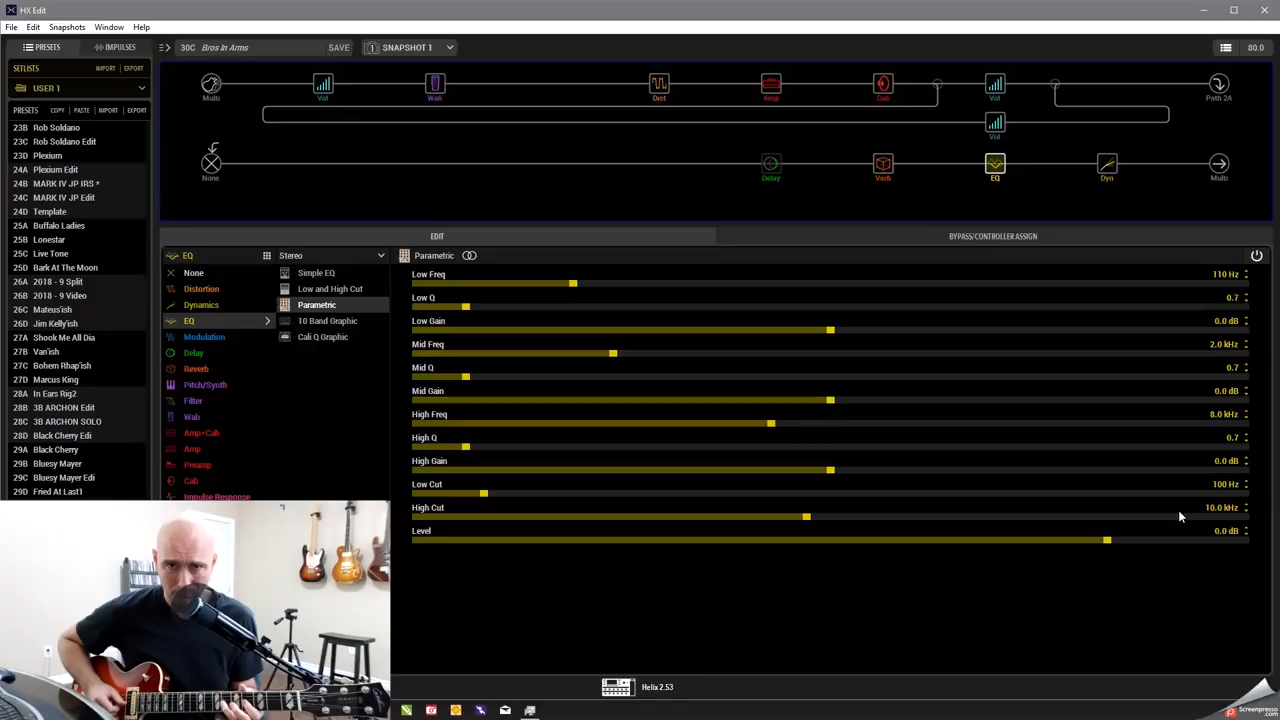 HX Edit
File Edit Snapshots Window Help
PRESETS IMPULSES
30C Bros In Arms SAVE 1 SNAPSHOT 1 80.0
SETLISTS IMPORT EXPORT
USER 1
PRESETS COPY PASTE IMPORT EXPORT
23B Rob Soldano
23C Rob Soldano Edit
23D Plexium
24A Plexium Edit
24B MARK IV JP IRS *
24C MARK IV JP Edit
24D Template
25A Buffalo Ladies
25B Lonestar
25C Live Tone
25D Bark At The Moon
26A 2018 - 9 Split
26B 2018 - 9 Video
26C Mateus'ish
26D Jim Kelly'ish
27A Shook Me All Dia
27B Van'ish
27C Bohem Rhap'ish
27D Marcus King
28A In Ears Rig2
28B 3B ARCHON Edit
28C 3B ARCHON SOLO
28D Black Cherry Edi
29A Black Cherry
29B Bluesy Mayer
29C Bluesy Mayer Edi
29D Fried At Last1
Multi Vol Wah Dist Amp Cab Vol Path 2A
Vol
None Delay Verb EQ Dyn Multi
EDIT BYPASS/CONTROLLER ASSIGN
EQ Stereo
None
Distortion
Dynamics
EQ
Modulation
Delay
Reverb
Pitch/Synth
Filter
Wah
Amp+Cab
Amp
Preamp
Cab
Impulse Response
Simple EQ
Low and High Cut
Parametric
10 Band Graphic
Cali Q Graphic
Parametric
Low Freq 110 Hz
Low Q 0.7
Low Gain 0.0 dB
Mid Freq 2.0 kHz
Mid Q 0.7
Mid Gain 0.0 dB
High Freq 8.0 kHz
High Q 0.7
High Gain 0.0 dB
Low Cut 100 Hz
High Cut 10.0 kHz
Level 0.0 dB
Helix 2.53
Screenpresso
.com